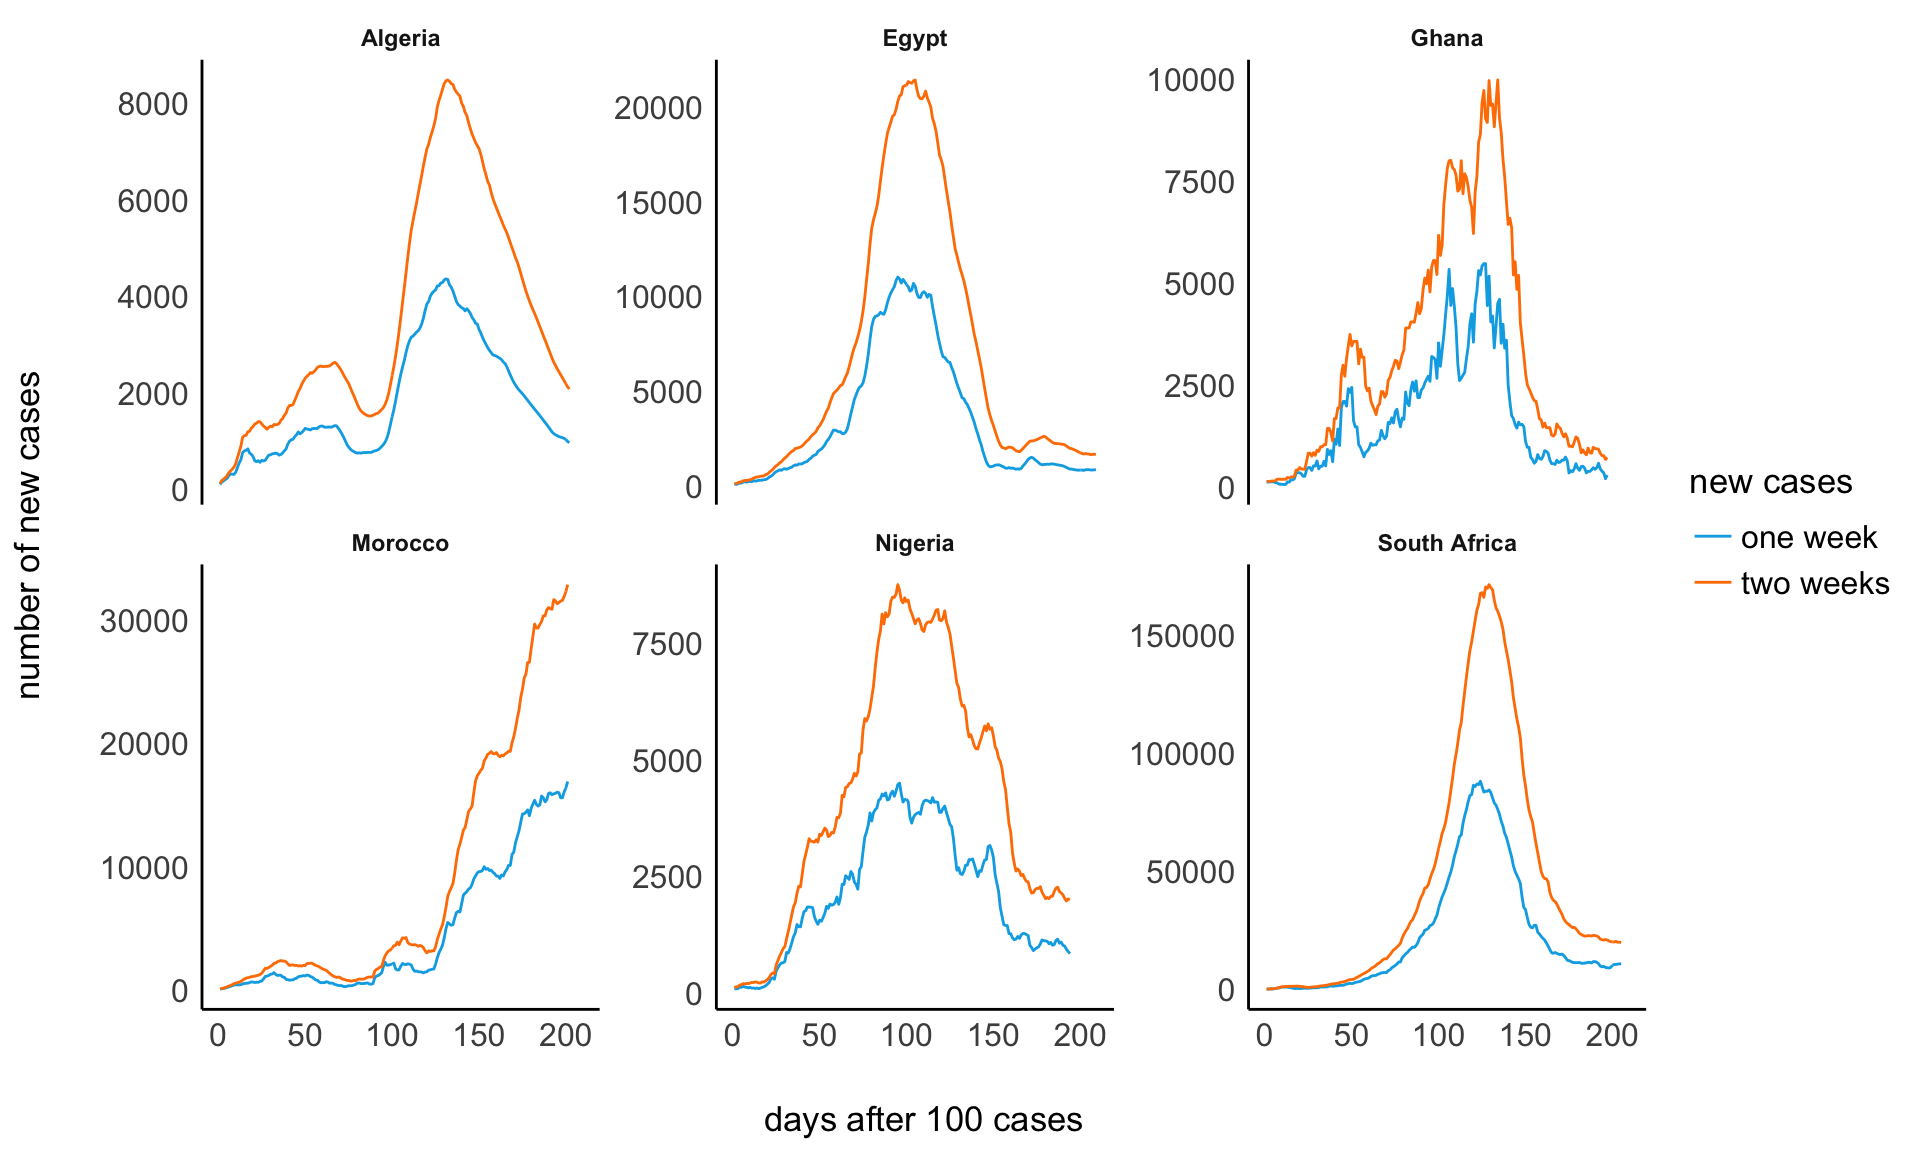 Algeria
Egypt
Ghana
8000
6000
4000
2000
0
20000
15000
10000
5000
0
10000
7500
5000
2500
0
number of new cases
Morocco
Nigeria
South Africa
30000
20000
10000
0
7500
5000
2500
0
150000
100000
50000
0
0 50 100 150 200
0 50 100 150 200
0 50 100 150 200
days after 100 cases
new cases
one week
two weeks